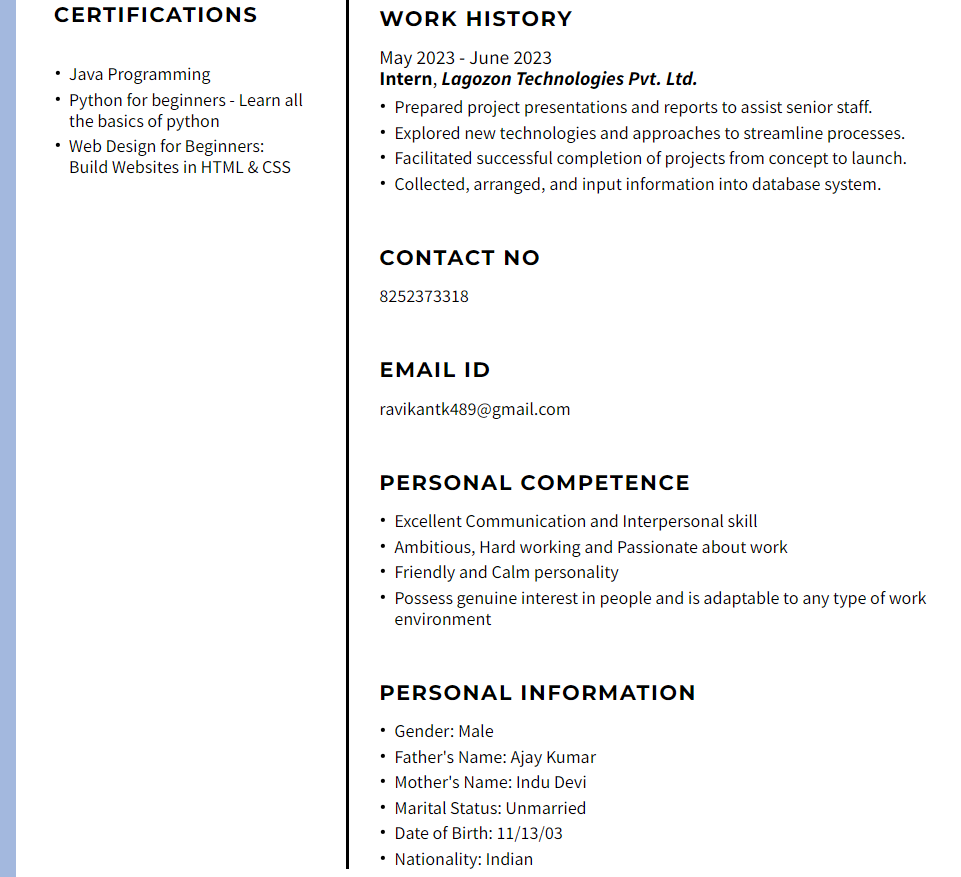 CERTIFICATIONS
• Java Programming
• Python for beginners - Learn all
the basics of python
• Web Design for Beginners:
Build Websites in HTML & CSS
WORK HISTORY
May 2023 - June 2023
Intern, Lagozon Technologies Pvt. Ltd.
• Prepared project presentations and reports to assist senior staff.
• Explored new technologies and approaches to streamline processes.
• Facilitated successful completion of projects from concept to launch.
• Collected, arranged, and input information into database system.
CONTACT NO
8252373318
EMAIL ID
ravikantk489@gmail.com
PERSONAL COMPETENCE
• Excellent Communication and Interpersonal skill
• Ambitious, Hard working and Passionate about work
• Friendly and Calm personality
• Possess genuine interest in people and is adaptable to any type of work
environment
PERSONAL INFORMATION
• Gender: Male
• Father's Name: Ajay Kumar
• Mother's Name: Indu Devi
• Marital Status: Unmarried
• Date of Birth: 11/13/03
• Nationality: Indian